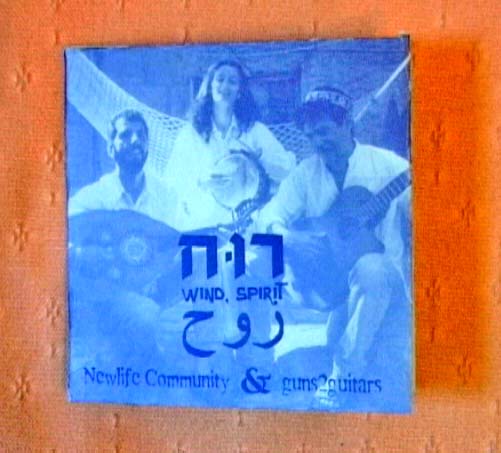 רוּח
WIND, SPIRIT
روح
Newlife Community & guns2guitars